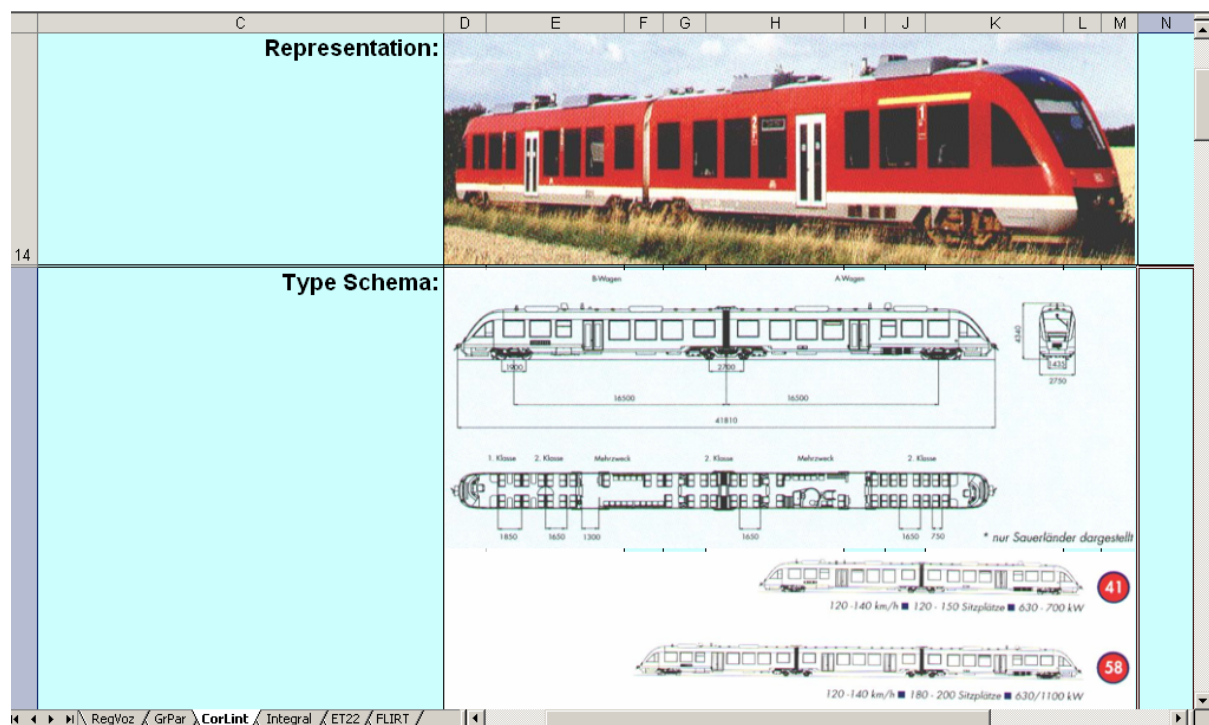 C D E F G H I J K L M N
Representation:
14
Type Schema:
B-Wagen A-Wagen
4340
1900 2700 1435
2750
16500 16500
41810
1. Klasse 2. Klasse Mehrzweck 2. Klasse Mehrzweck 2. Klasse
1850 1650 1300 1650 1650 750
* nur Sauerländer dargestellt
41
120 -140 km/h ■ 120 - 150 Sitzplätze ■ 630 - 700 kW
58
120 -140 km/h ■ 180 - 200 Sitzplätze ■ 630/1100 kW
RegVoz / GrPar \ CorLint / Integral / ET22 / FLIRT /